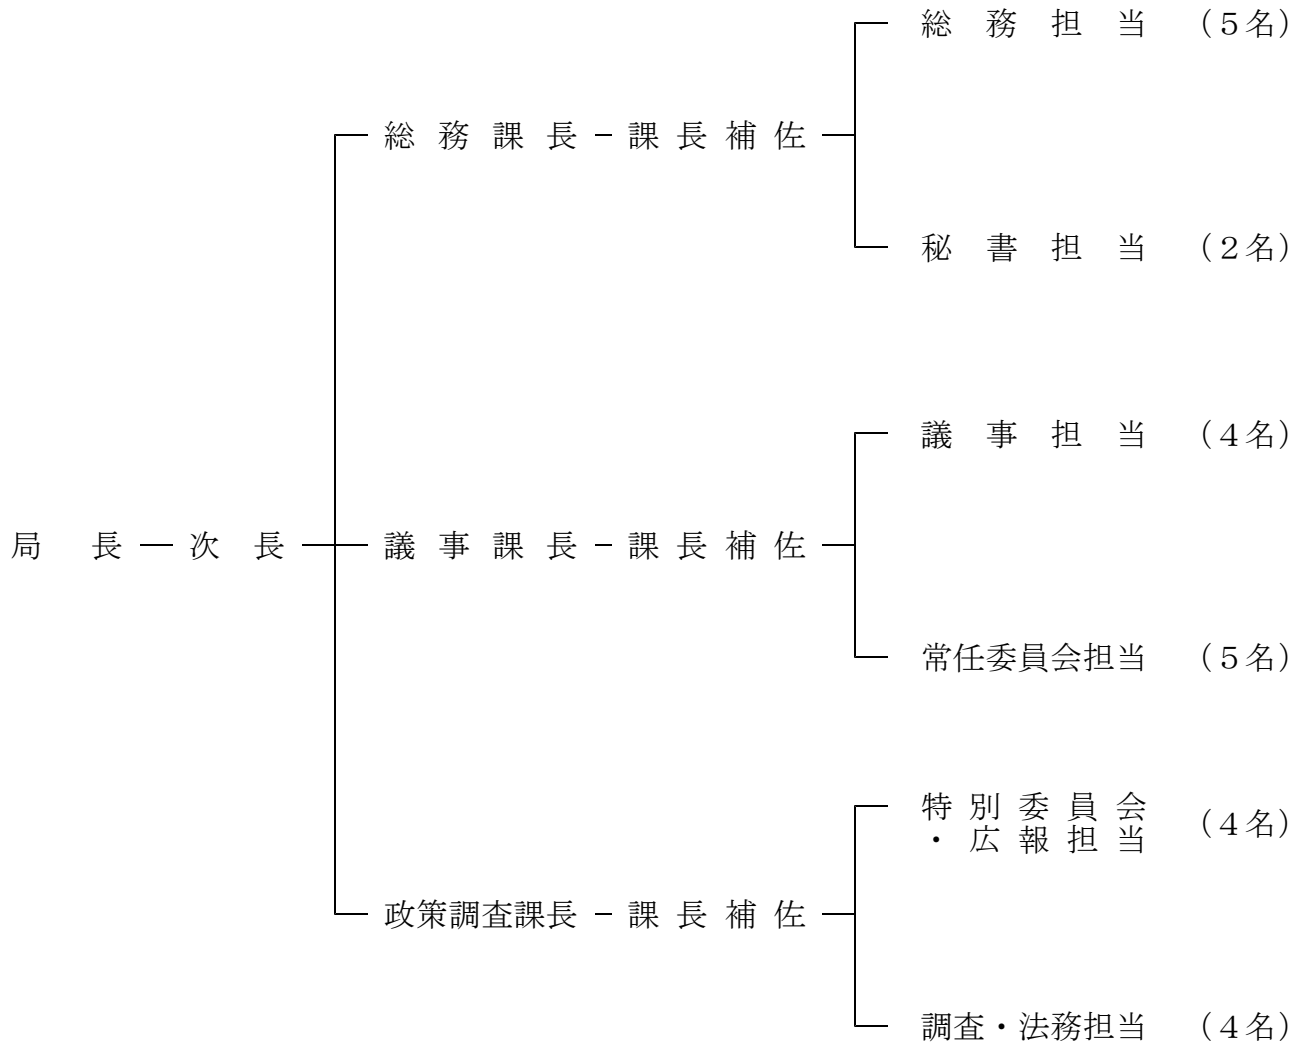 総務担当 （５名）
総務課長 課長補佐
秘書担当 （２名）
議事担当 （４名）
局長 次長 議事課長 課長補佐
常任委員会担当 （５名）
特別委員会
・広報担当 （４名）
政策調査課長 課長補佐
調査・法務担当 （４名）